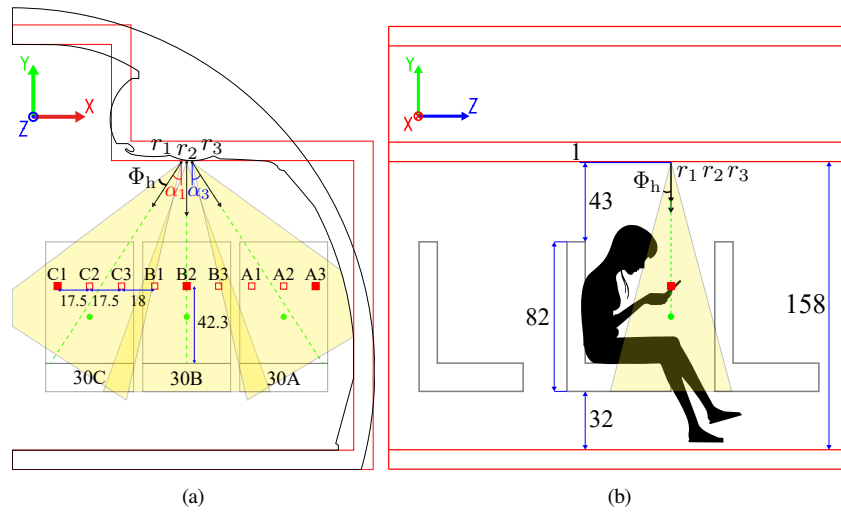 Y
X
Z
r1 r2 r3
Φh
α1 α3
C1 C2 C3 B1 B2 B3 A1 A2 A3
17.5 17.5 18
42.3
30C 30B 30A
(a)
Y
Z
X
1
r1 r2 r3
Φh
43
82
158
32
(b)